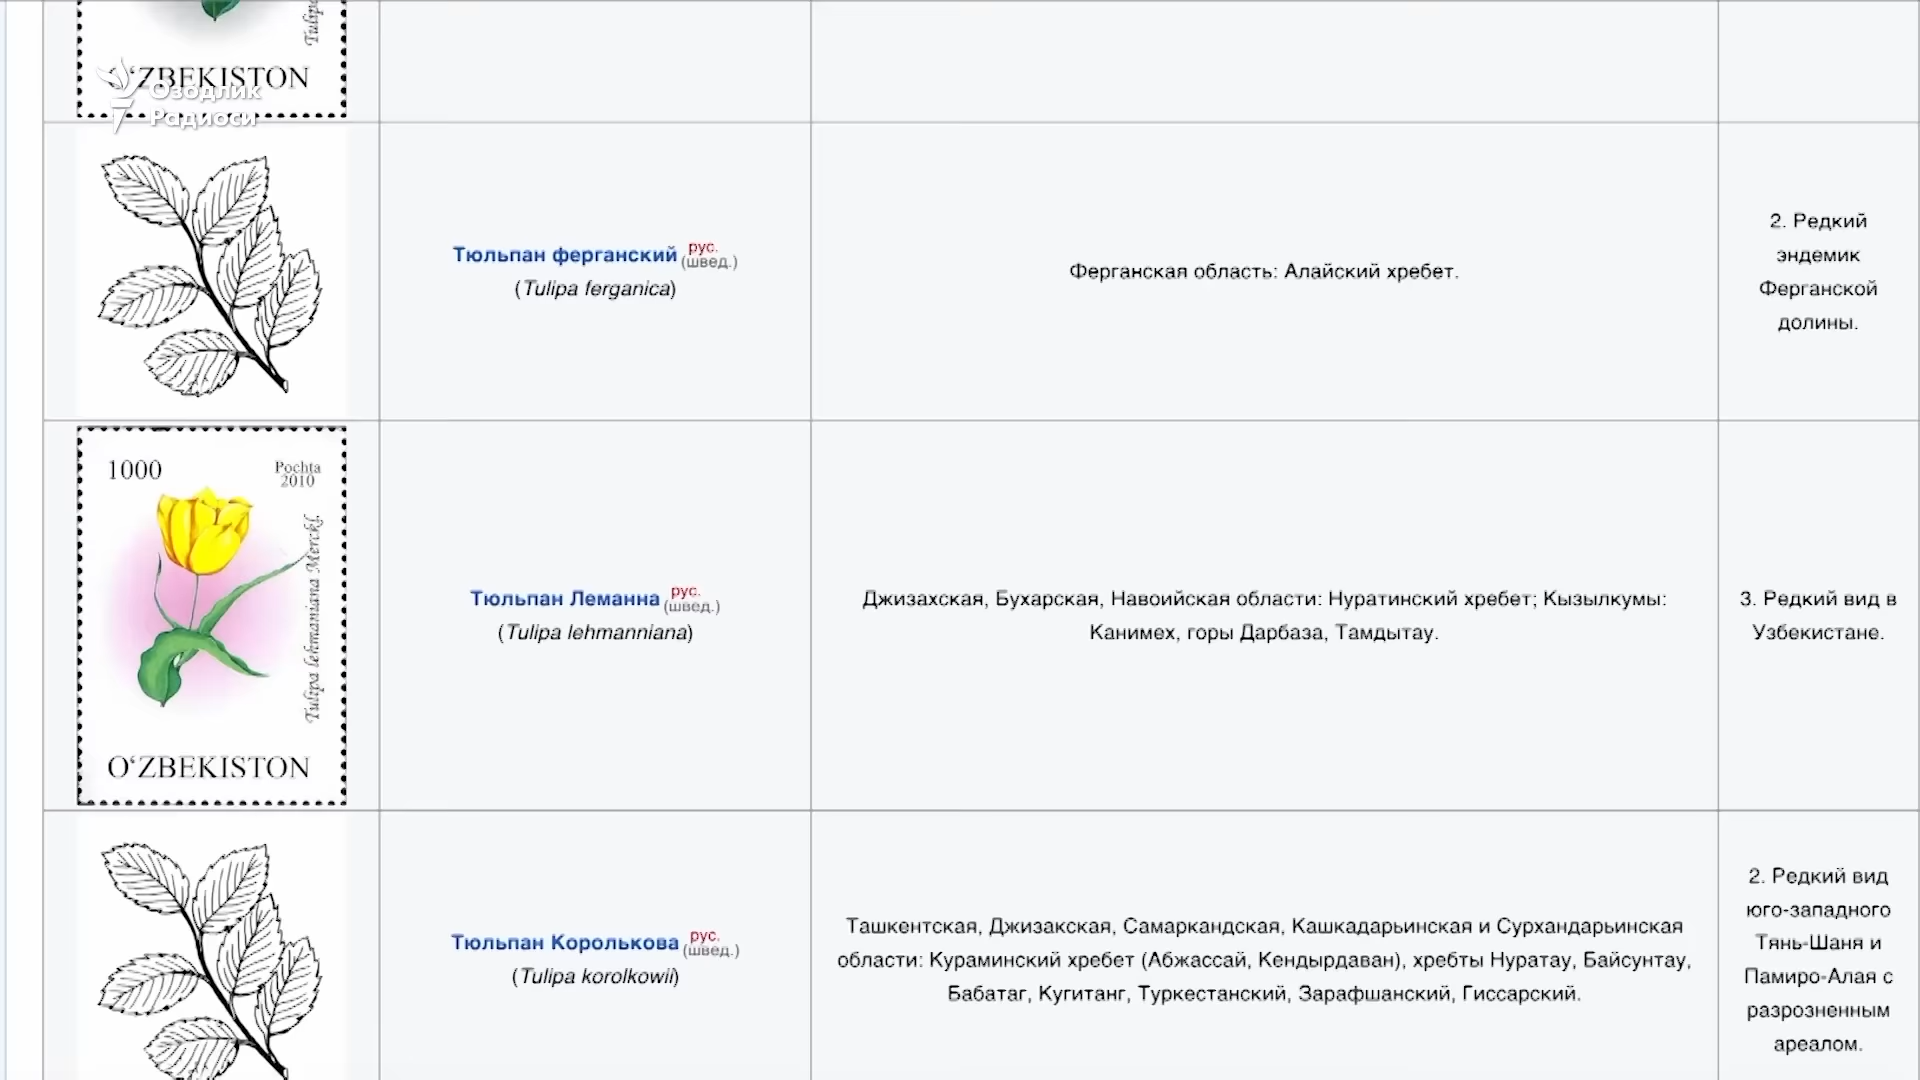 Tulipa
O‘ZBEKISTON
Озодлик
Радиоси
Тюльпан ферганский рус.
(швед.)
(Tulipa ferganica)
Ферганская область: Алайский хребет.
2. Редкий
эндемик
Ферганской
долины.
1000
Pochta
2010
Tulipa lehmaniana Merckl.
O‘ZBEKISTON
Тюльпан Леманна рус.
(швед.)
(Tulipa lehmanniana)
Джизахская, Бухарская, Навоийская области: Нуратинский хребет; Кызылкумы:
Канимех, горы Дарбаза, Тамдытау.
3. Редкий вид в
Узбекистане.
Тюльпан Королькова рус.
(швед.)
(Tulipa korolkowii)
Ташкентская, Джизакская, Самаркандская, Кашкадарьинская и Сурхандарьинская
области: Кураминский хребет (Абжассай, Кендырдаван), хребты Нуратау, Байсунтау,
Бабатаг, Кугитанг, Туркестанский, Зарафшанский, Гиссарский.
2. Редкий вид
юго-западного
Тянь-Шаня и
Памиро-Алая с
разрозненным
ареалом.